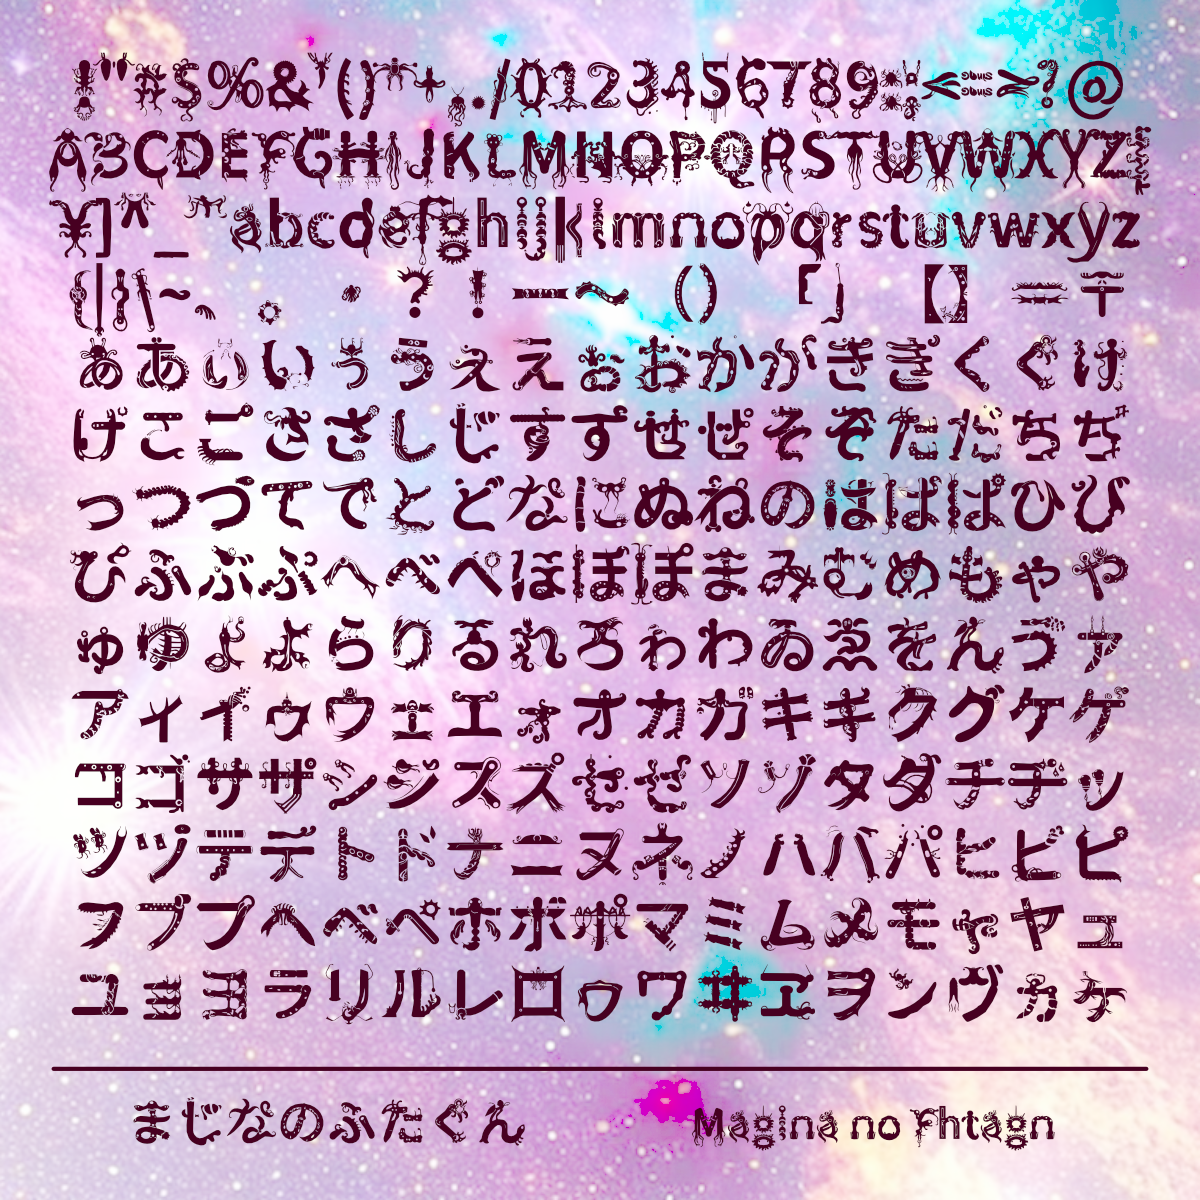 !"#$%&'()*+,-./0123456789:;<=>?@
ABCDEFGHIJKLMNOPQRSTUVWXYZ[
¥]^_`abcdefghijklmnopqrstuvwxyz
{|}~、。・?!ー〜()「」【】=〒
ぁあぃいぅうぇえぉおかがきぎくぐけ
げこごさざしじすずせぜそぞただちぢ
っつづてでとどなにぬねのはばぱひび
ぴふぶぷへべぺほぼぽまみむめもゃや
ゅゆょよらりるれろゎわゐゑをんゔァ
アィイゥウェエォオカガキギクグケゲ
コゴサザシジスズセゼソゾタダチヂッ
ツヅテデトドナニヌネノハバパヒビピ
フブプヘベペホボポマミムメモャヤュ
ユョヨラリルレロヮワヰヱヲンヴヵヶ
まじなのふたぐん
Magina no Fhtagn